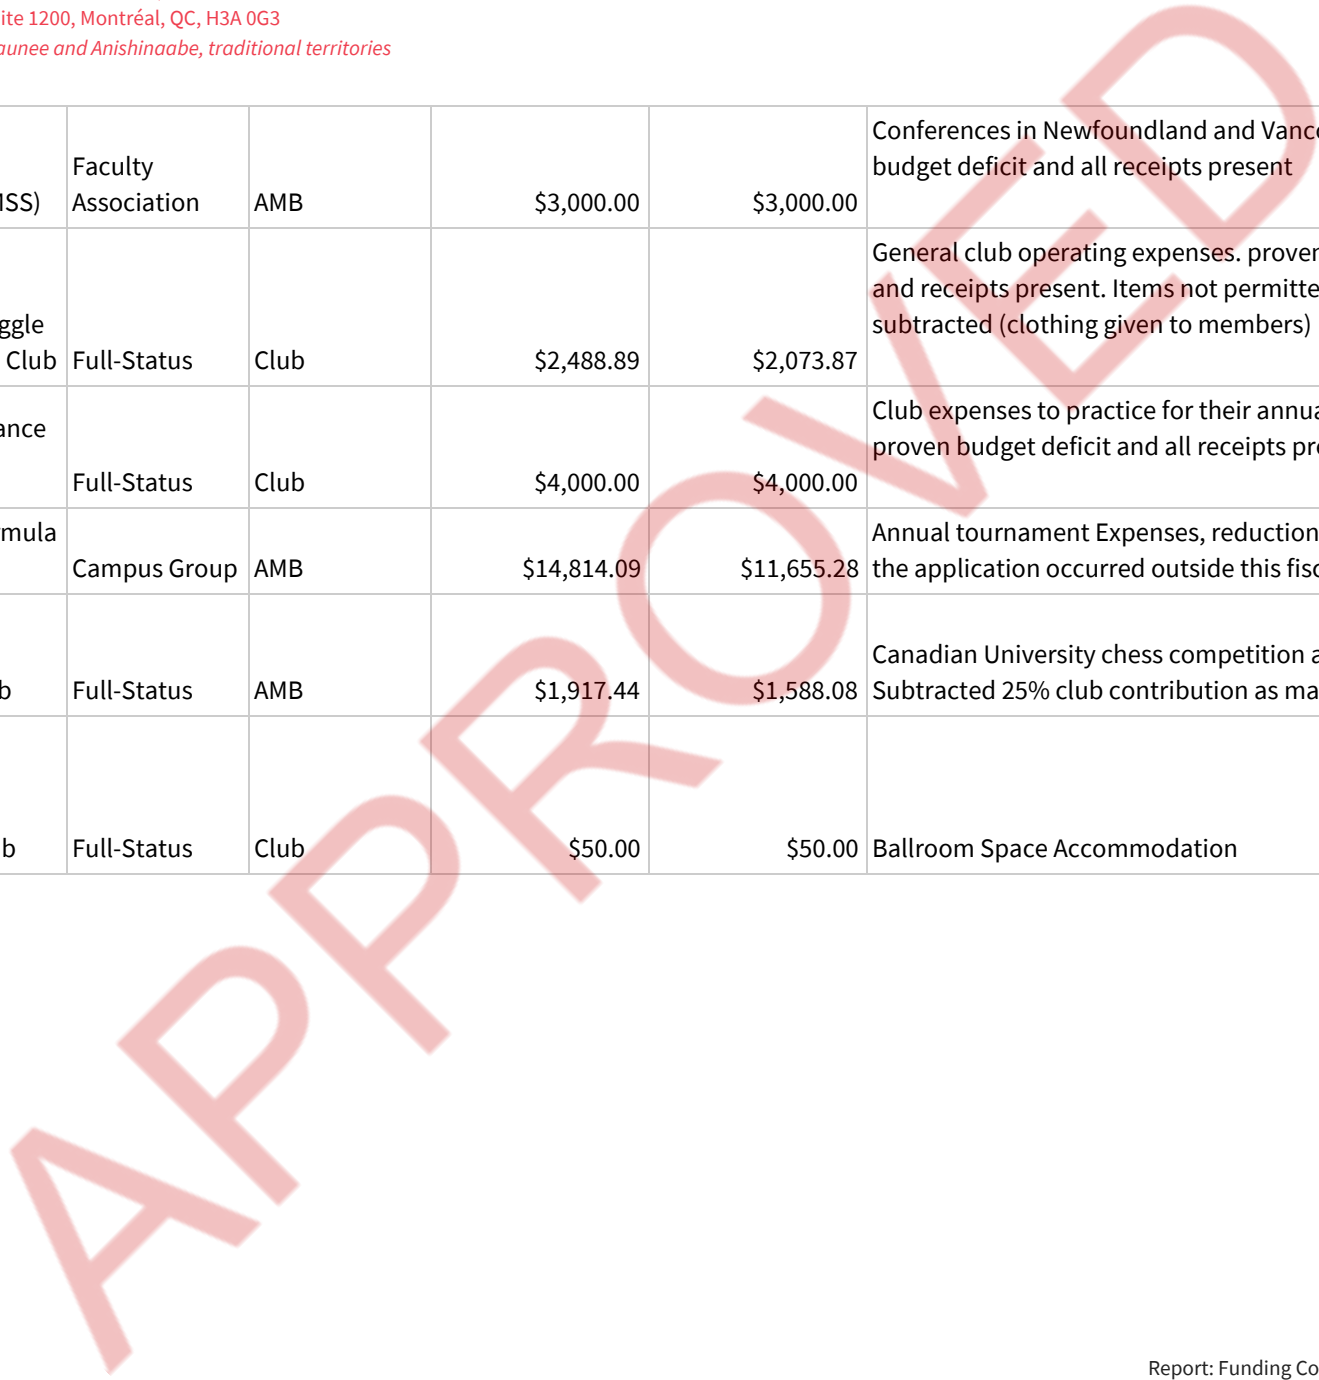 ite 1200, Montréal, QC, H3A 0G3
aunee and Anishinaabe, traditional territories
MSS) Faculty Association AMB $3,000.00 $3,000.00 Conferences in Newfoundland and Vanc
budget deficit and all receipts present
ggle
Club Full-Status Club $2,488.89 $2,073.87 General club operating expenses. proven
and receipts present. Items not permitte
subtracted (clothing given to members)
ance
Full-Status Club $4,000.00 $4,000.00 Club expenses to practice for their annua
proven budget deficit and all receipts pre
rmula
Campus Group AMB $14,814.09 $11,655.28 Annual tournament Expenses, reduction
the application occurred outside this fisc
b Full-Status AMB $1,917.44 $1,588.08 Canadian University chess competition a
Subtracted 25% club contribution as ma
b Full-Status Club $50.00 $50.00 Ballroom Space Accommodation
APPROVED
Report: Funding Co